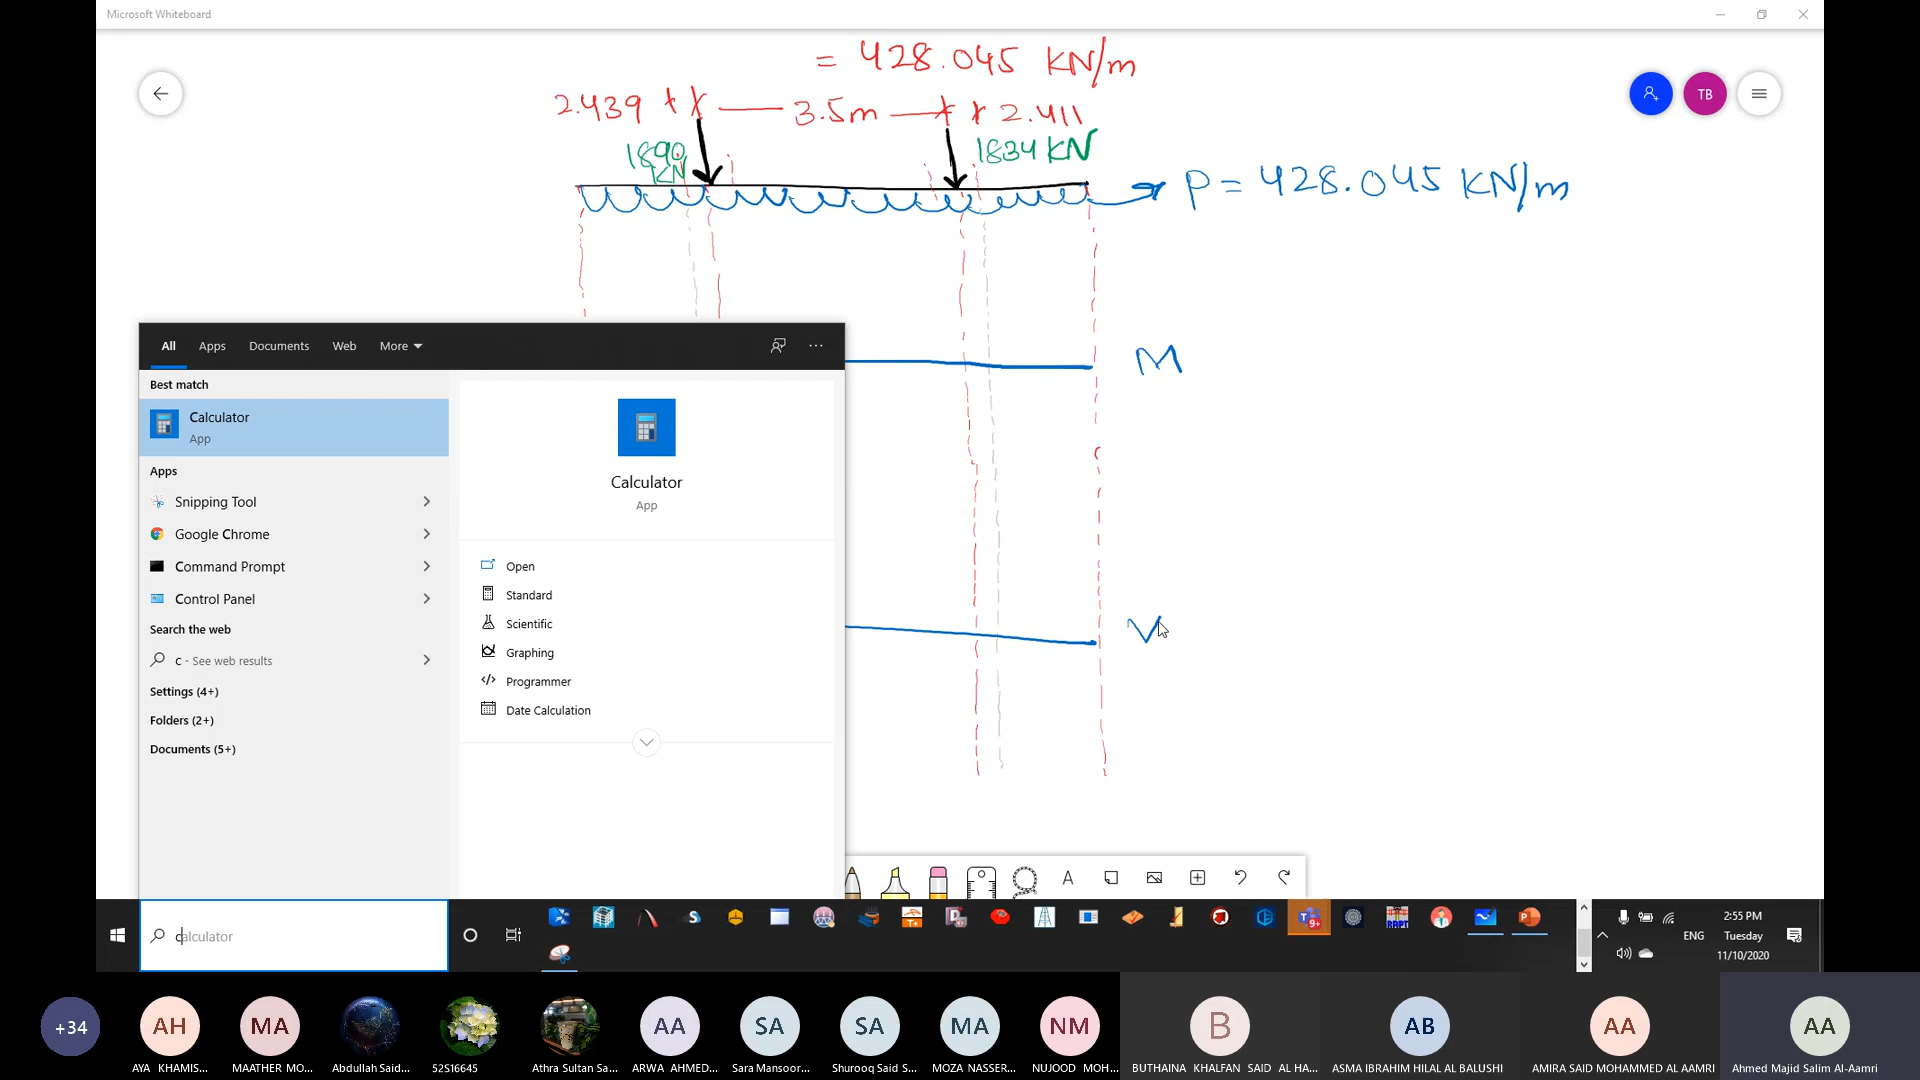 Microsoft Whiteboard
= 428.045 KN/m
2.439 3.5m 2.411
1890 KN
1834 KN
P = 428.045 KN/m
TB
All Apps Documents Web More
Best match
Calculator
App
Apps
Snipping Tool
Google Chrome
Command Prompt
Control Panel
Search the web
c - See web results
Settings (4+)
Folders (2+)
Documents (5+)
Calculator
App
Open
Standard
Scientific
Graphing
Programmer
Date Calculation
M
V
A
calculator
ENG
2:55 PM
Tuesday
11/10/2020
+34
AH
MA
AA
SA
SA
MA
NM
B
AB
AA
AA
AYA KHAMIS...
MAATHER MO...
Abdullah Said...
52S16645
Athra Sultan Sa...
ARWA AHMED...
Sara Mansoor...
Shurooq Said S...
MOZA NASSER...
NUJOOD MOH...
BUTHAINA KHALFAN SAID AL HA...
ASMA IBRAHIM HILAL AL BALUSHI
AMIRA SAID MOHAMMED AL AAMRI
Ahmed Majid Salim Al-Aamri